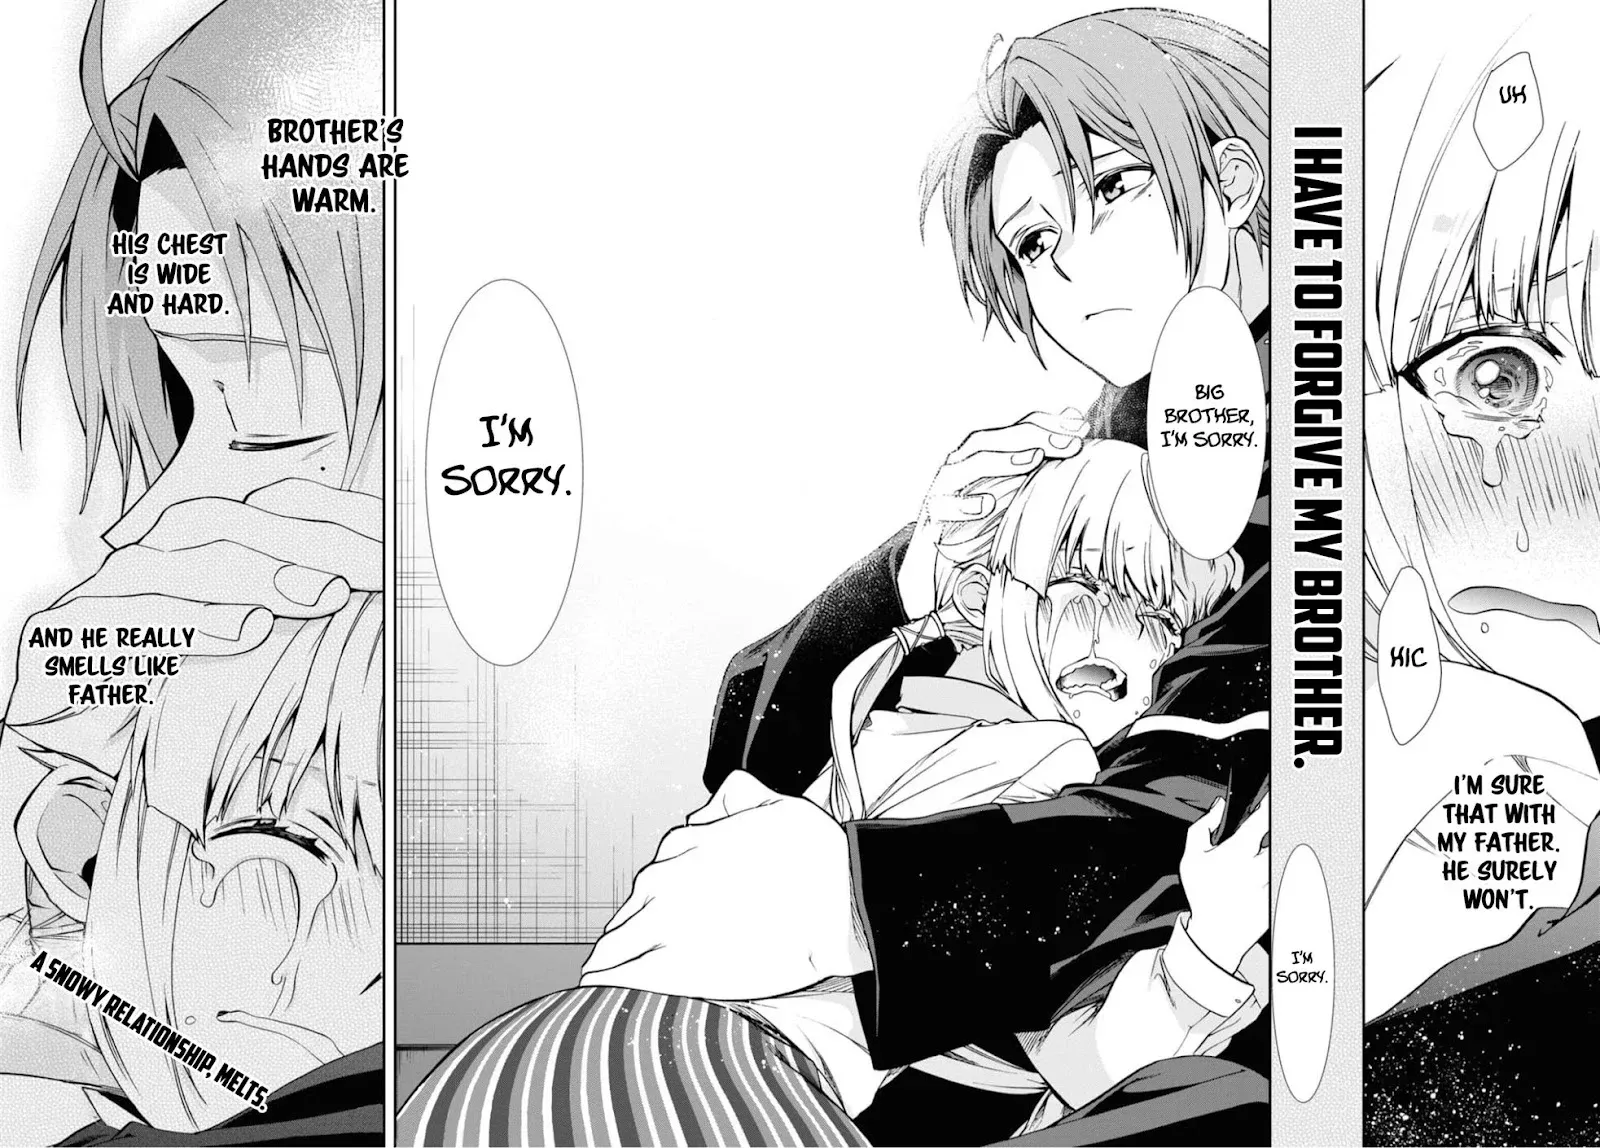 UH
HIC
I'M SURE
THAT WITH
MY FATHER.
HE SURELY
WON'T.
I HAVE TO FORGIVE MY BROTHER.
I'M
SORRY.
BIG
BROTHER,
I'M SORRY.
I'M
SORRY.
BROTHER'S
HANDS ARE
WARM.
HIS CHEST
IS WIDE
AND HARD.
AND HE REALLY
SMELLS LIKE
FATHER.
A SNOWY RELATIONSHIP, MELTS.